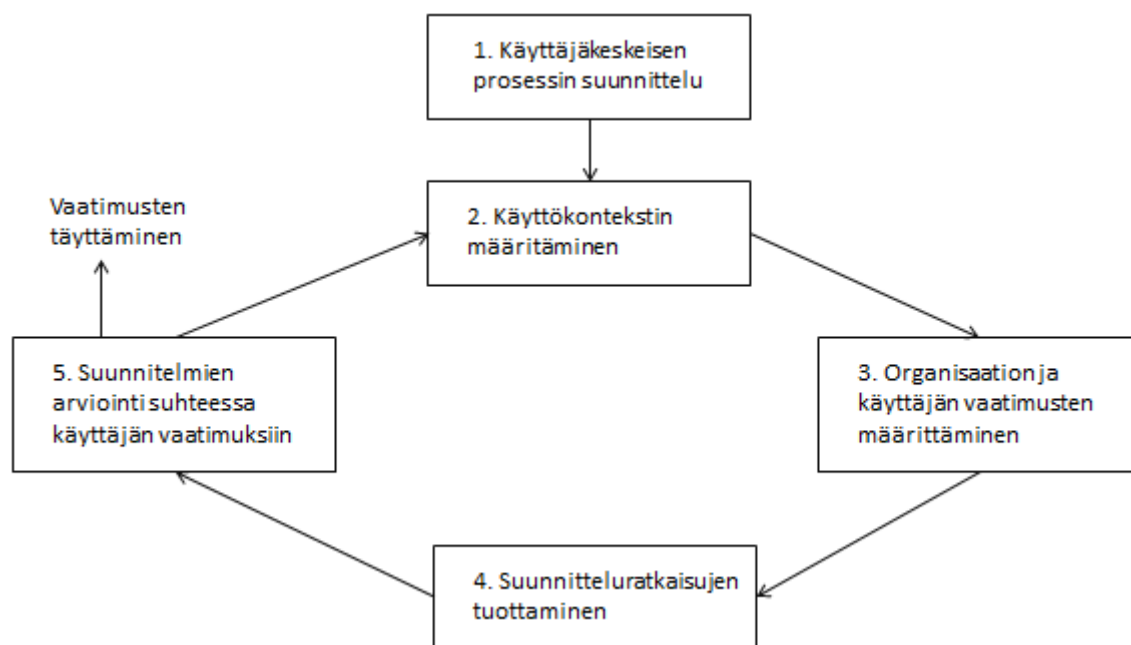 1. Käyttäjäkeskeisen
prosessin suunnittelu
Vaatimusten
täyttäminen
2. Käyttökontekstin
määritäminen
5. Suunnitelmien
arviointi suhteessa
käyttäjän vaatimuksiin
3. Organisaation ja
käyttäjän vaatimusten
määrittäminen
4. Suunnitteluratkaisujen
tuottaminen